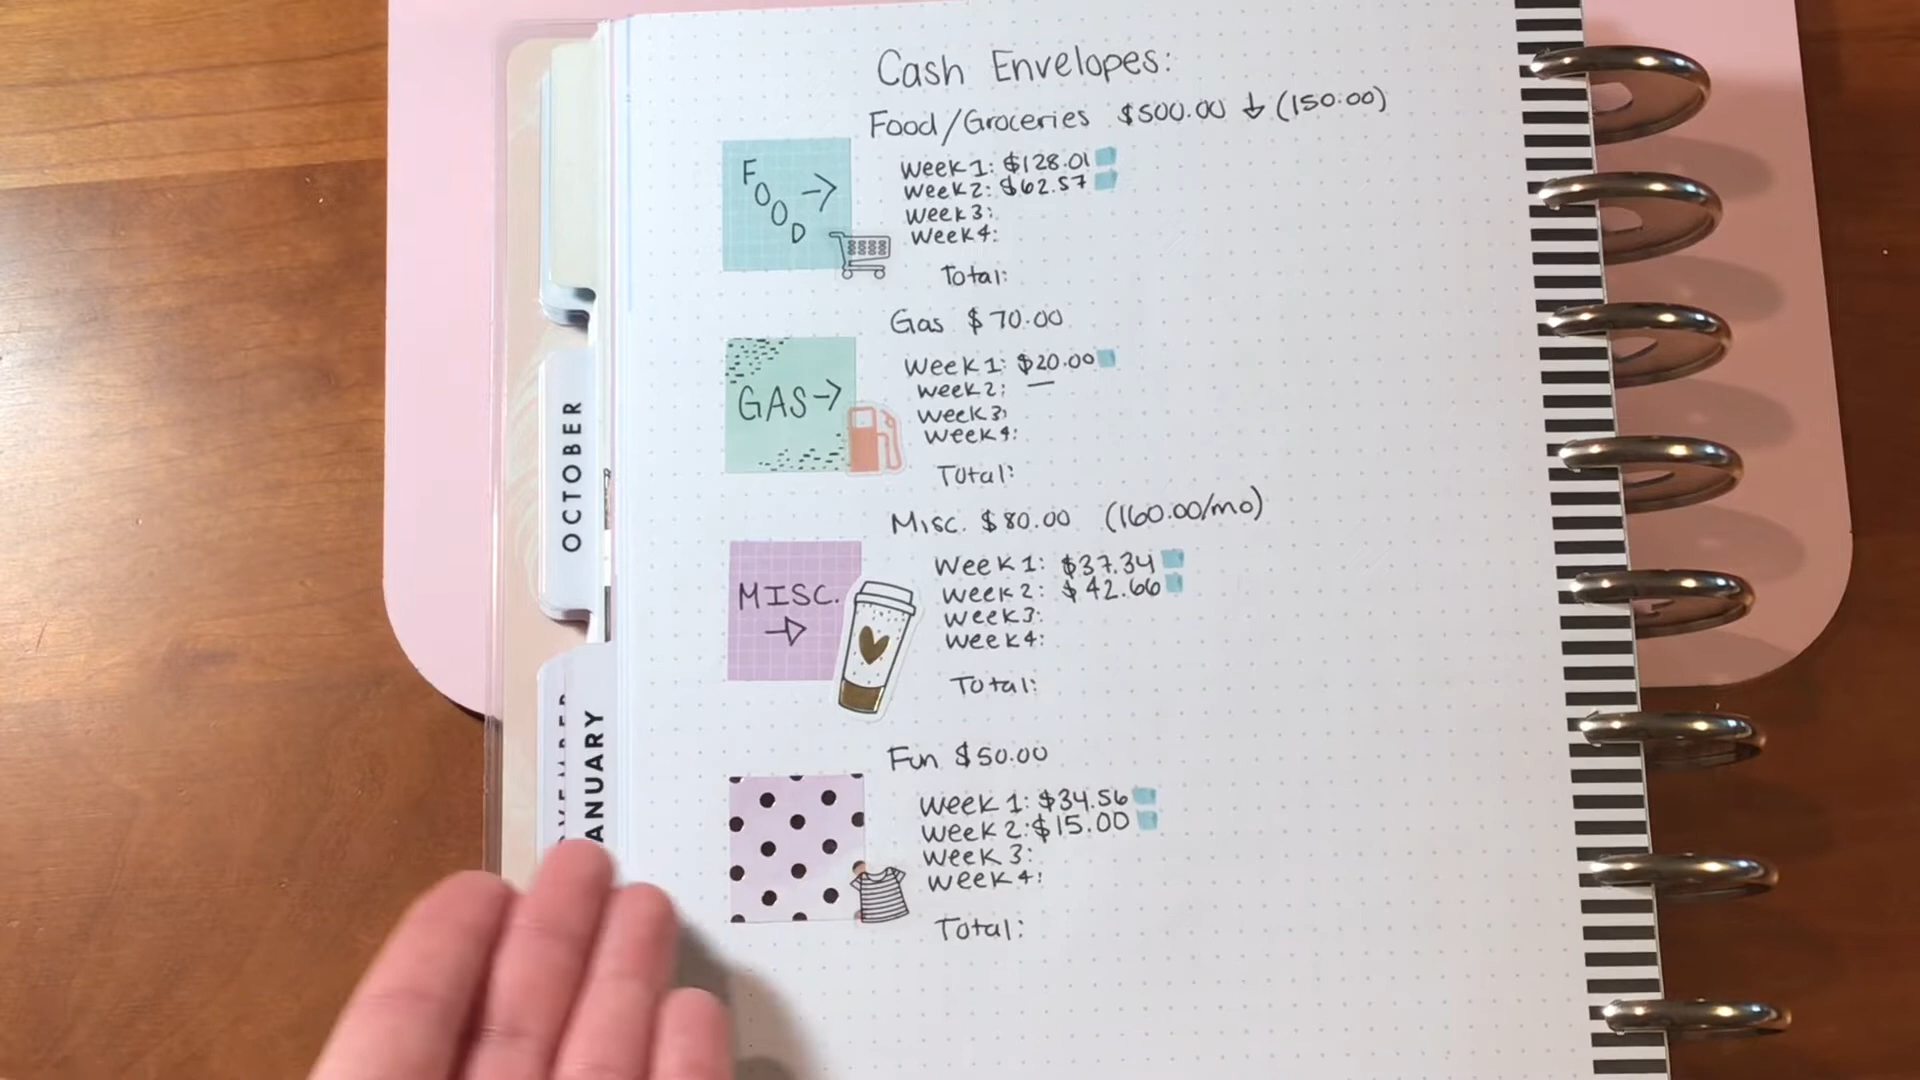 Cash Envelopes:
Food/Groceries $500.00 ↓ (150.00)
FOOD →
Week 1: $128.01
Week 2: $62.57
Week 3:
Week 4:
Total:
Gas $70.00
GAS→
Week 1: $20.00
Week 2: —
Week 3:
Week 4:
Total:
Misc. $80.00 (160.00/mo)
MISC. →
Week 1: $37.34
Week 2: $42.66
Week 3:
Week 4:
Total:
Fun $50.00
Week 1: $34.56
Week 2: $15.00
Week 3:
Week 4:
Total:
OCTOBER